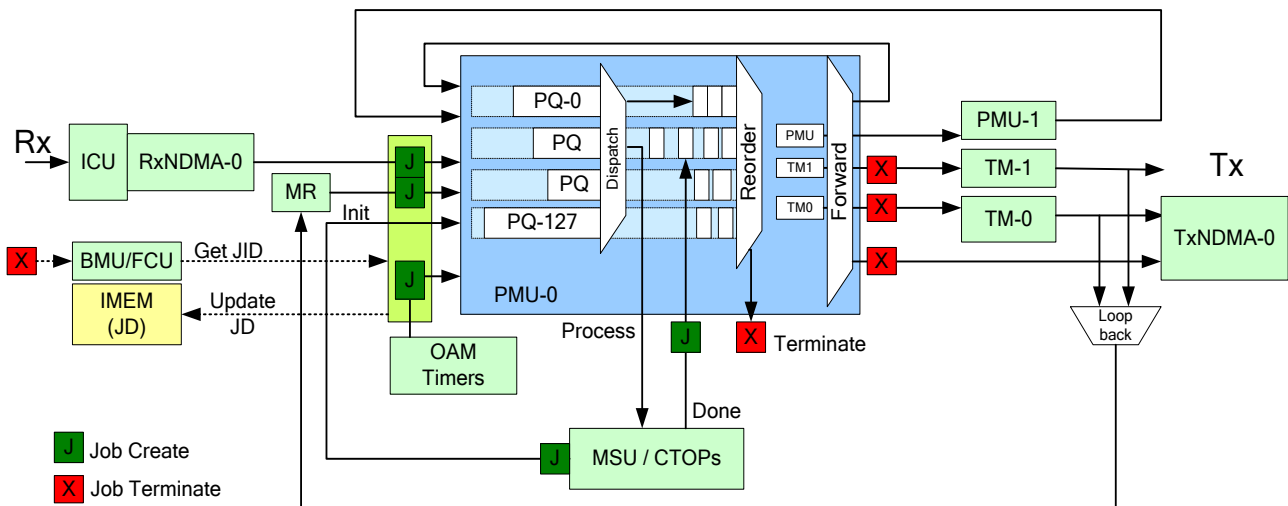 Rx
ICU
RxNDMA-0
MR
Init
J
J
J
X
BMU/FCU
Get JID
IMEM
(JD)
Update
JD
OAM
Timers
PQ-0
PQ
PQ
PQ-127
Dispatch
Reorder
PMU
TM1
TM0
Forward
PMU-0
X
X
X
PMU-1
TM-1
TM-0
Tx
TxNDMA-0
Loop
back
Process
J
X
Terminate
Done
J
MSU / CTOPs
J
Job Create
X
Job Terminate